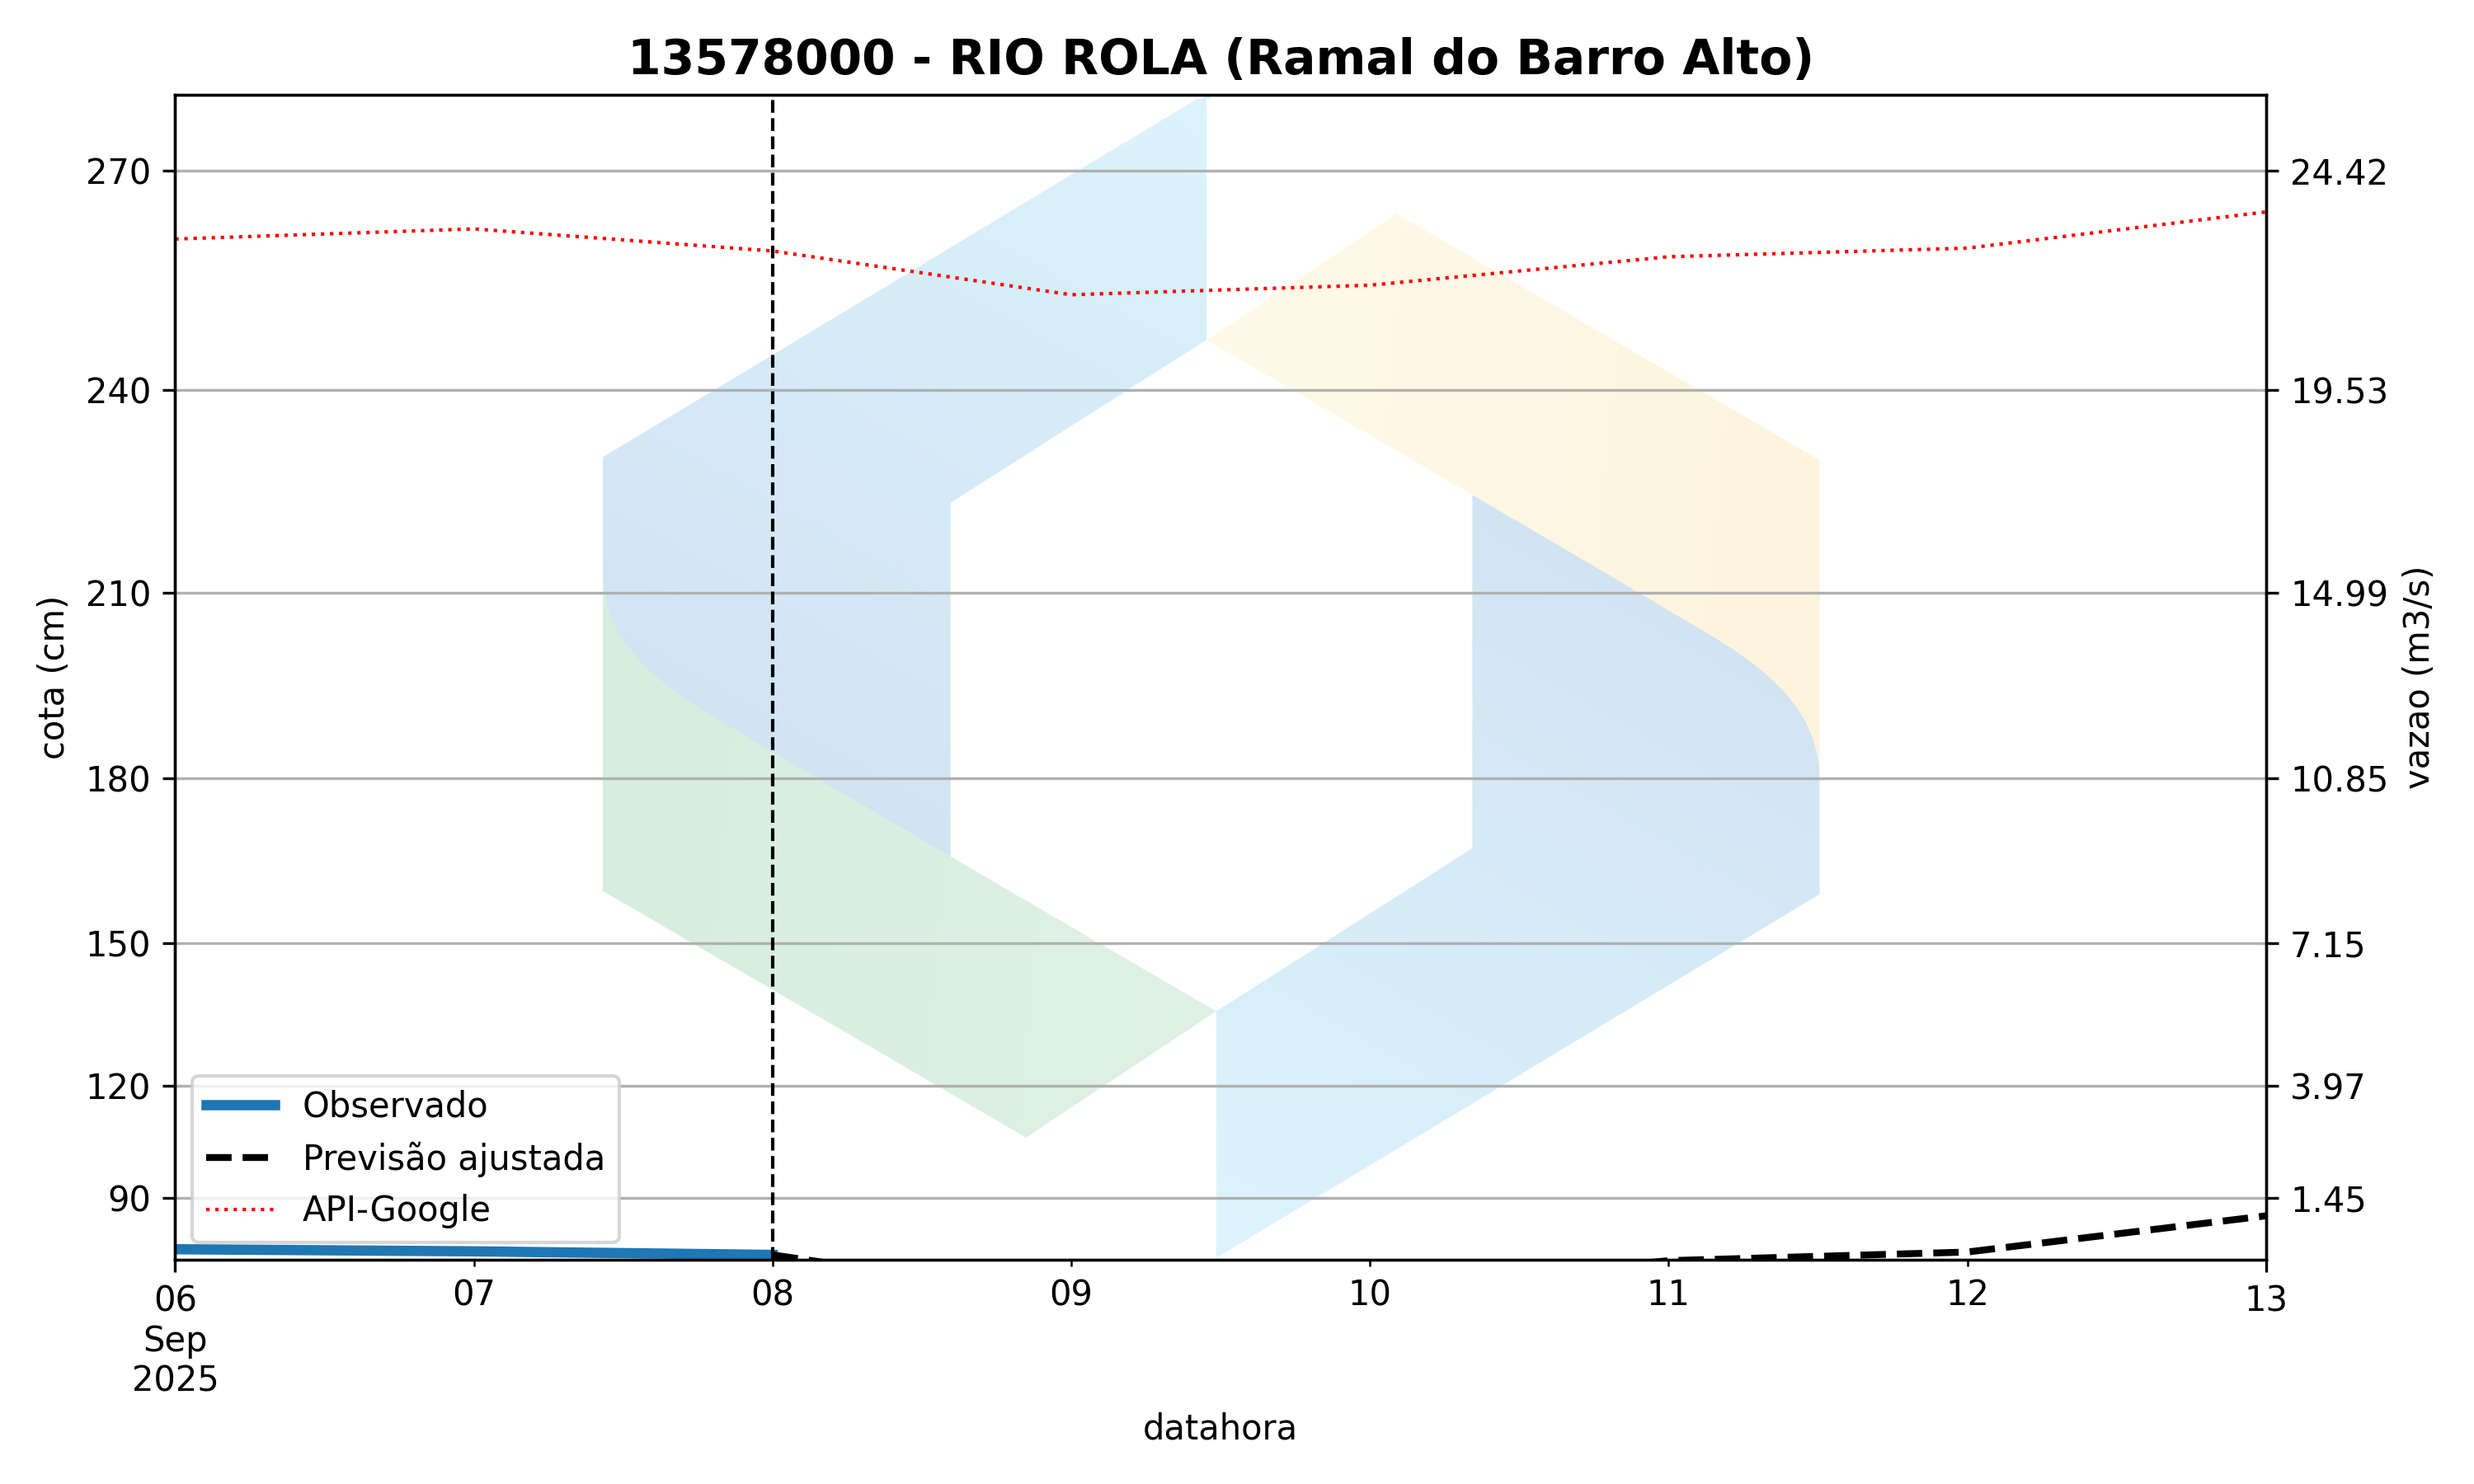 13578000 - RIO ROLA (Ramal do Barro Alto)
270
240
210
180
150
120
90
cota (cm)
24.42
19.53
14.99
10.85
7.15
3.97
1.45
vazao (m3/s)
Observado
Previsão ajustada
API-Google
06
Sep
2025
07
08
09
10
11
12
13
datahora